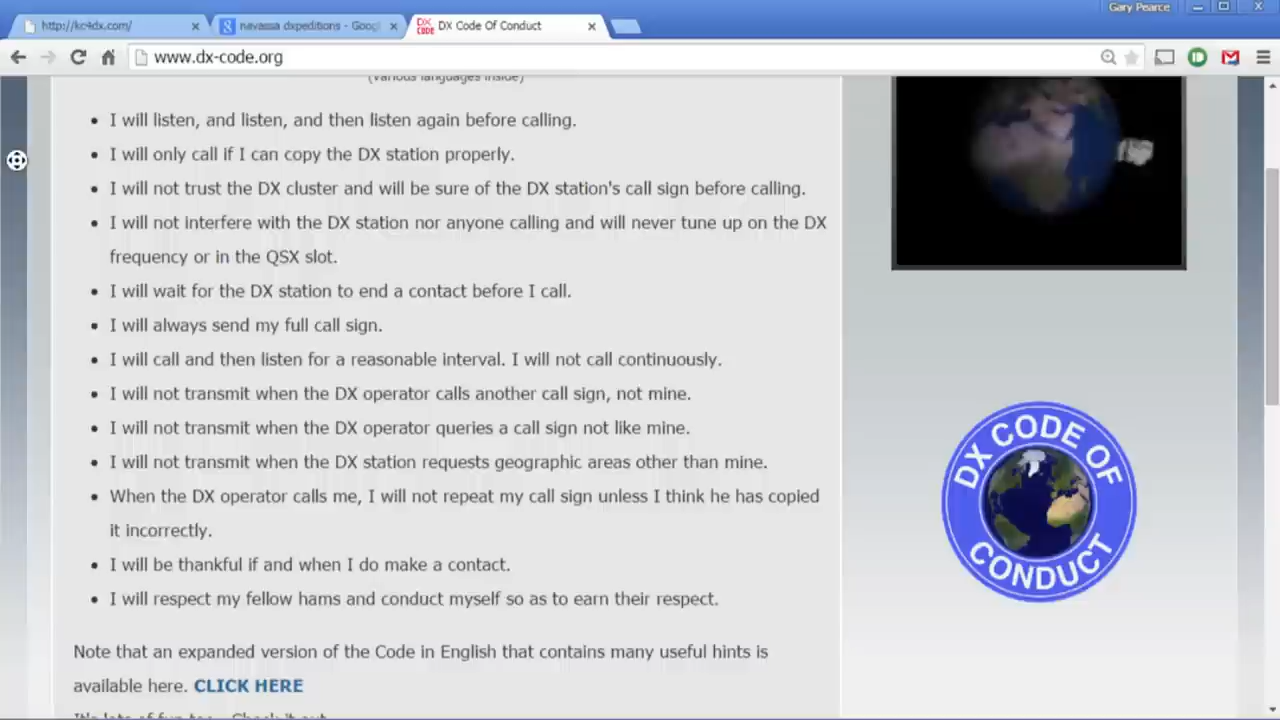 Gary Pearce
http://kc4dx.com/
navassa dxpeditions - Goog
DX CODE
DX Code Of Conduct
www.dx-code.org
(various languages inside)
I will listen, and listen, and then listen again before calling.
I will only call if I can copy the DX station properly.
I will not trust the DX cluster and will be sure of the DX station's call sign before calling.
I will not interfere with the DX station nor anyone calling and will never tune up on the DX
frequency or in the QSX slot.
I will wait for the DX station to end a contact before I call.
I will always send my full call sign.
I will call and then listen for a reasonable interval. I will not call continuously.
I will not transmit when the DX operator calls another call sign, not mine.
I will not transmit when the DX operator queries a call sign not like mine.
I will not transmit when the DX station requests geographic areas other than mine.
When the DX operator calls me, I will not repeat my call sign unless I think he has copied
it incorrectly.
I will be thankful if and when I do make a contact.
I will respect my fellow hams and conduct myself so as to earn their respect.
Note that an expanded version of the Code in English that contains many useful hints is
available here. CLICK HERE
It's lots of fun too. Check it out
DX CODE OF
CONDUCT